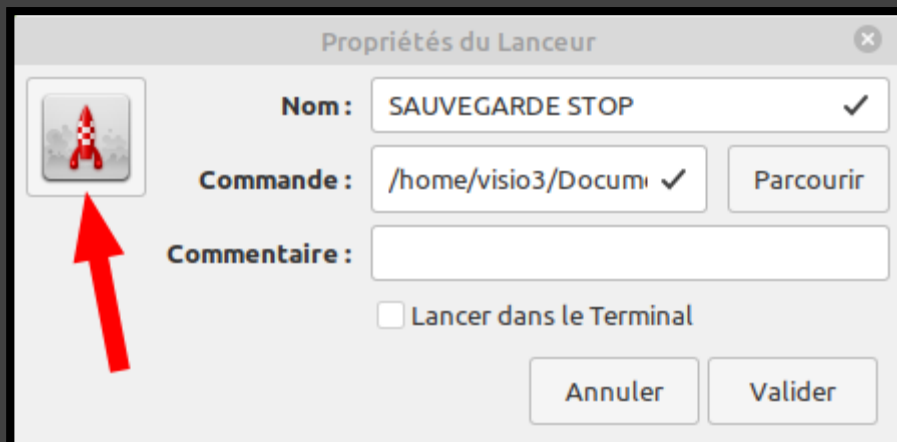 Propriétés du Lanceur
Nom : SAUVEGARDE STOP
Commande : /home/visio3/Docum Parcourir
Commentaire :
Lancer dans le Terminal
Annuler Valider